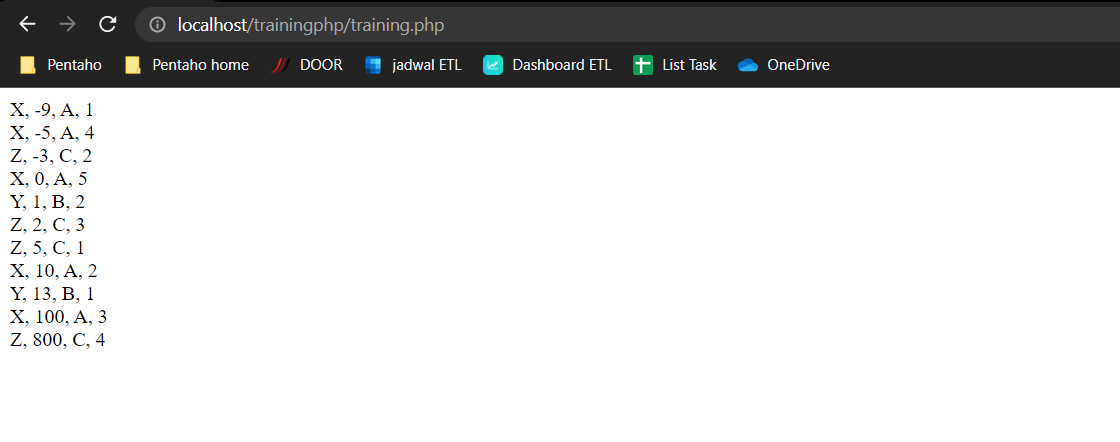 localhost/trainingphp/training.php
Pentaho Pentaho home DOOR jadwal ETL Dashboard ETL List Task OneDrive
X, -9, A, 1
X, -5, A, 4
Z, -3, C, 2
X, 0, A, 5
Y, 1, B, 2
Z, 2, C, 3
Z, 5, C, 1
X, 10, A, 2
Y, 13, B, 1
X, 100, A, 3
Z, 800, C, 4